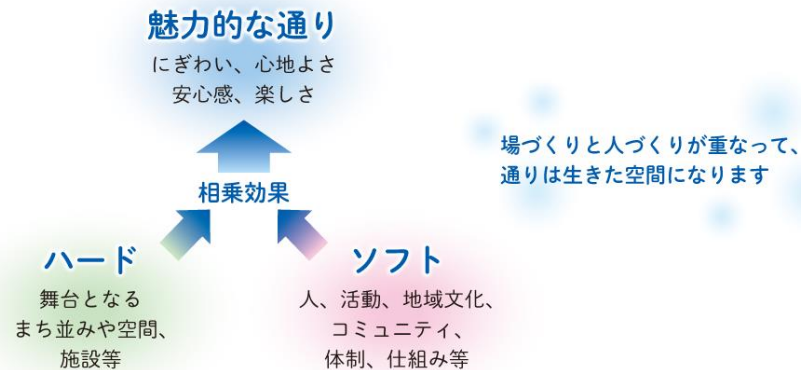 魅力的な通り
にぎわい、心地よさ
安心感、楽しさ
相乗効果
ハード
舞台となる
まち並みや空間、
施設等
ソフト
人、活動、地域文化、
コミュニティ、
体制、仕組み等
場づくりと人づくりが重なって、
通りは生きた空間になります